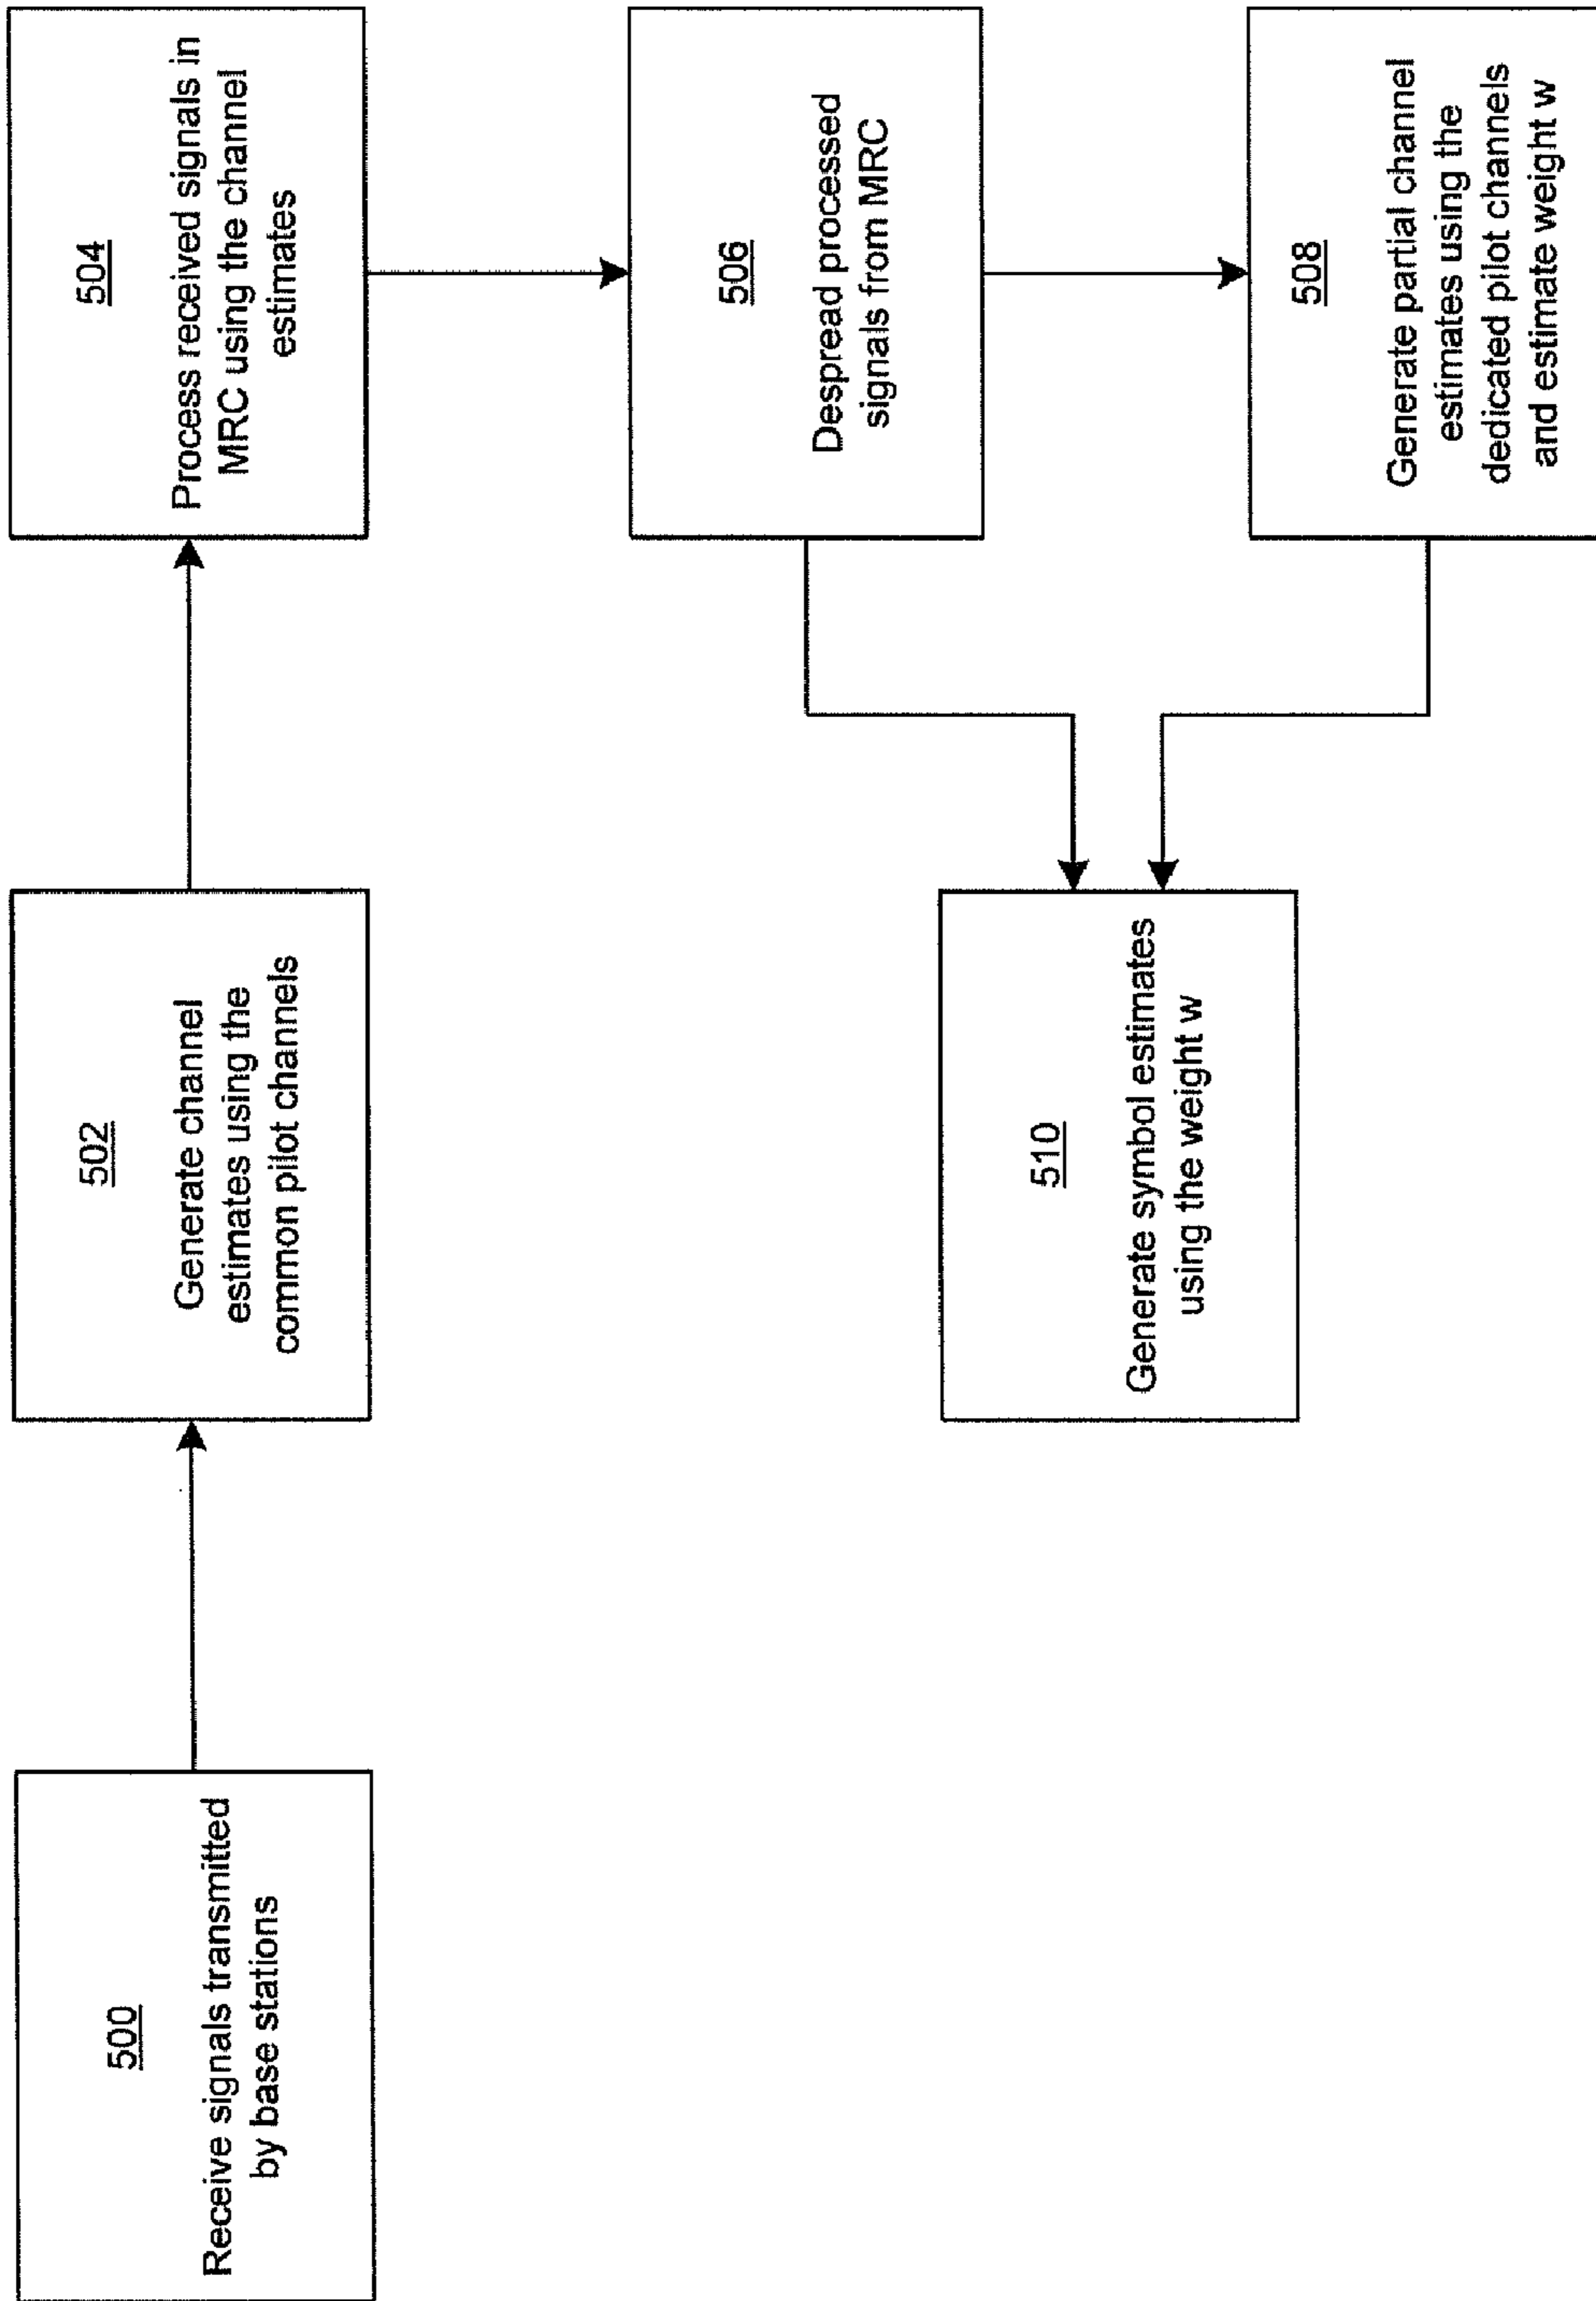 500
Receive signals transmitted
by base stations
502
Generate channel
estimates using the
common pilot channels
504
Process received signals in
MRC using the channel
estimates
506
Despread processed
signals from MRC
508
Generate partial channel
estimates using the
dedicated pilot channels
and estimate weight w
510
Generate symbol estimates
using the weight w